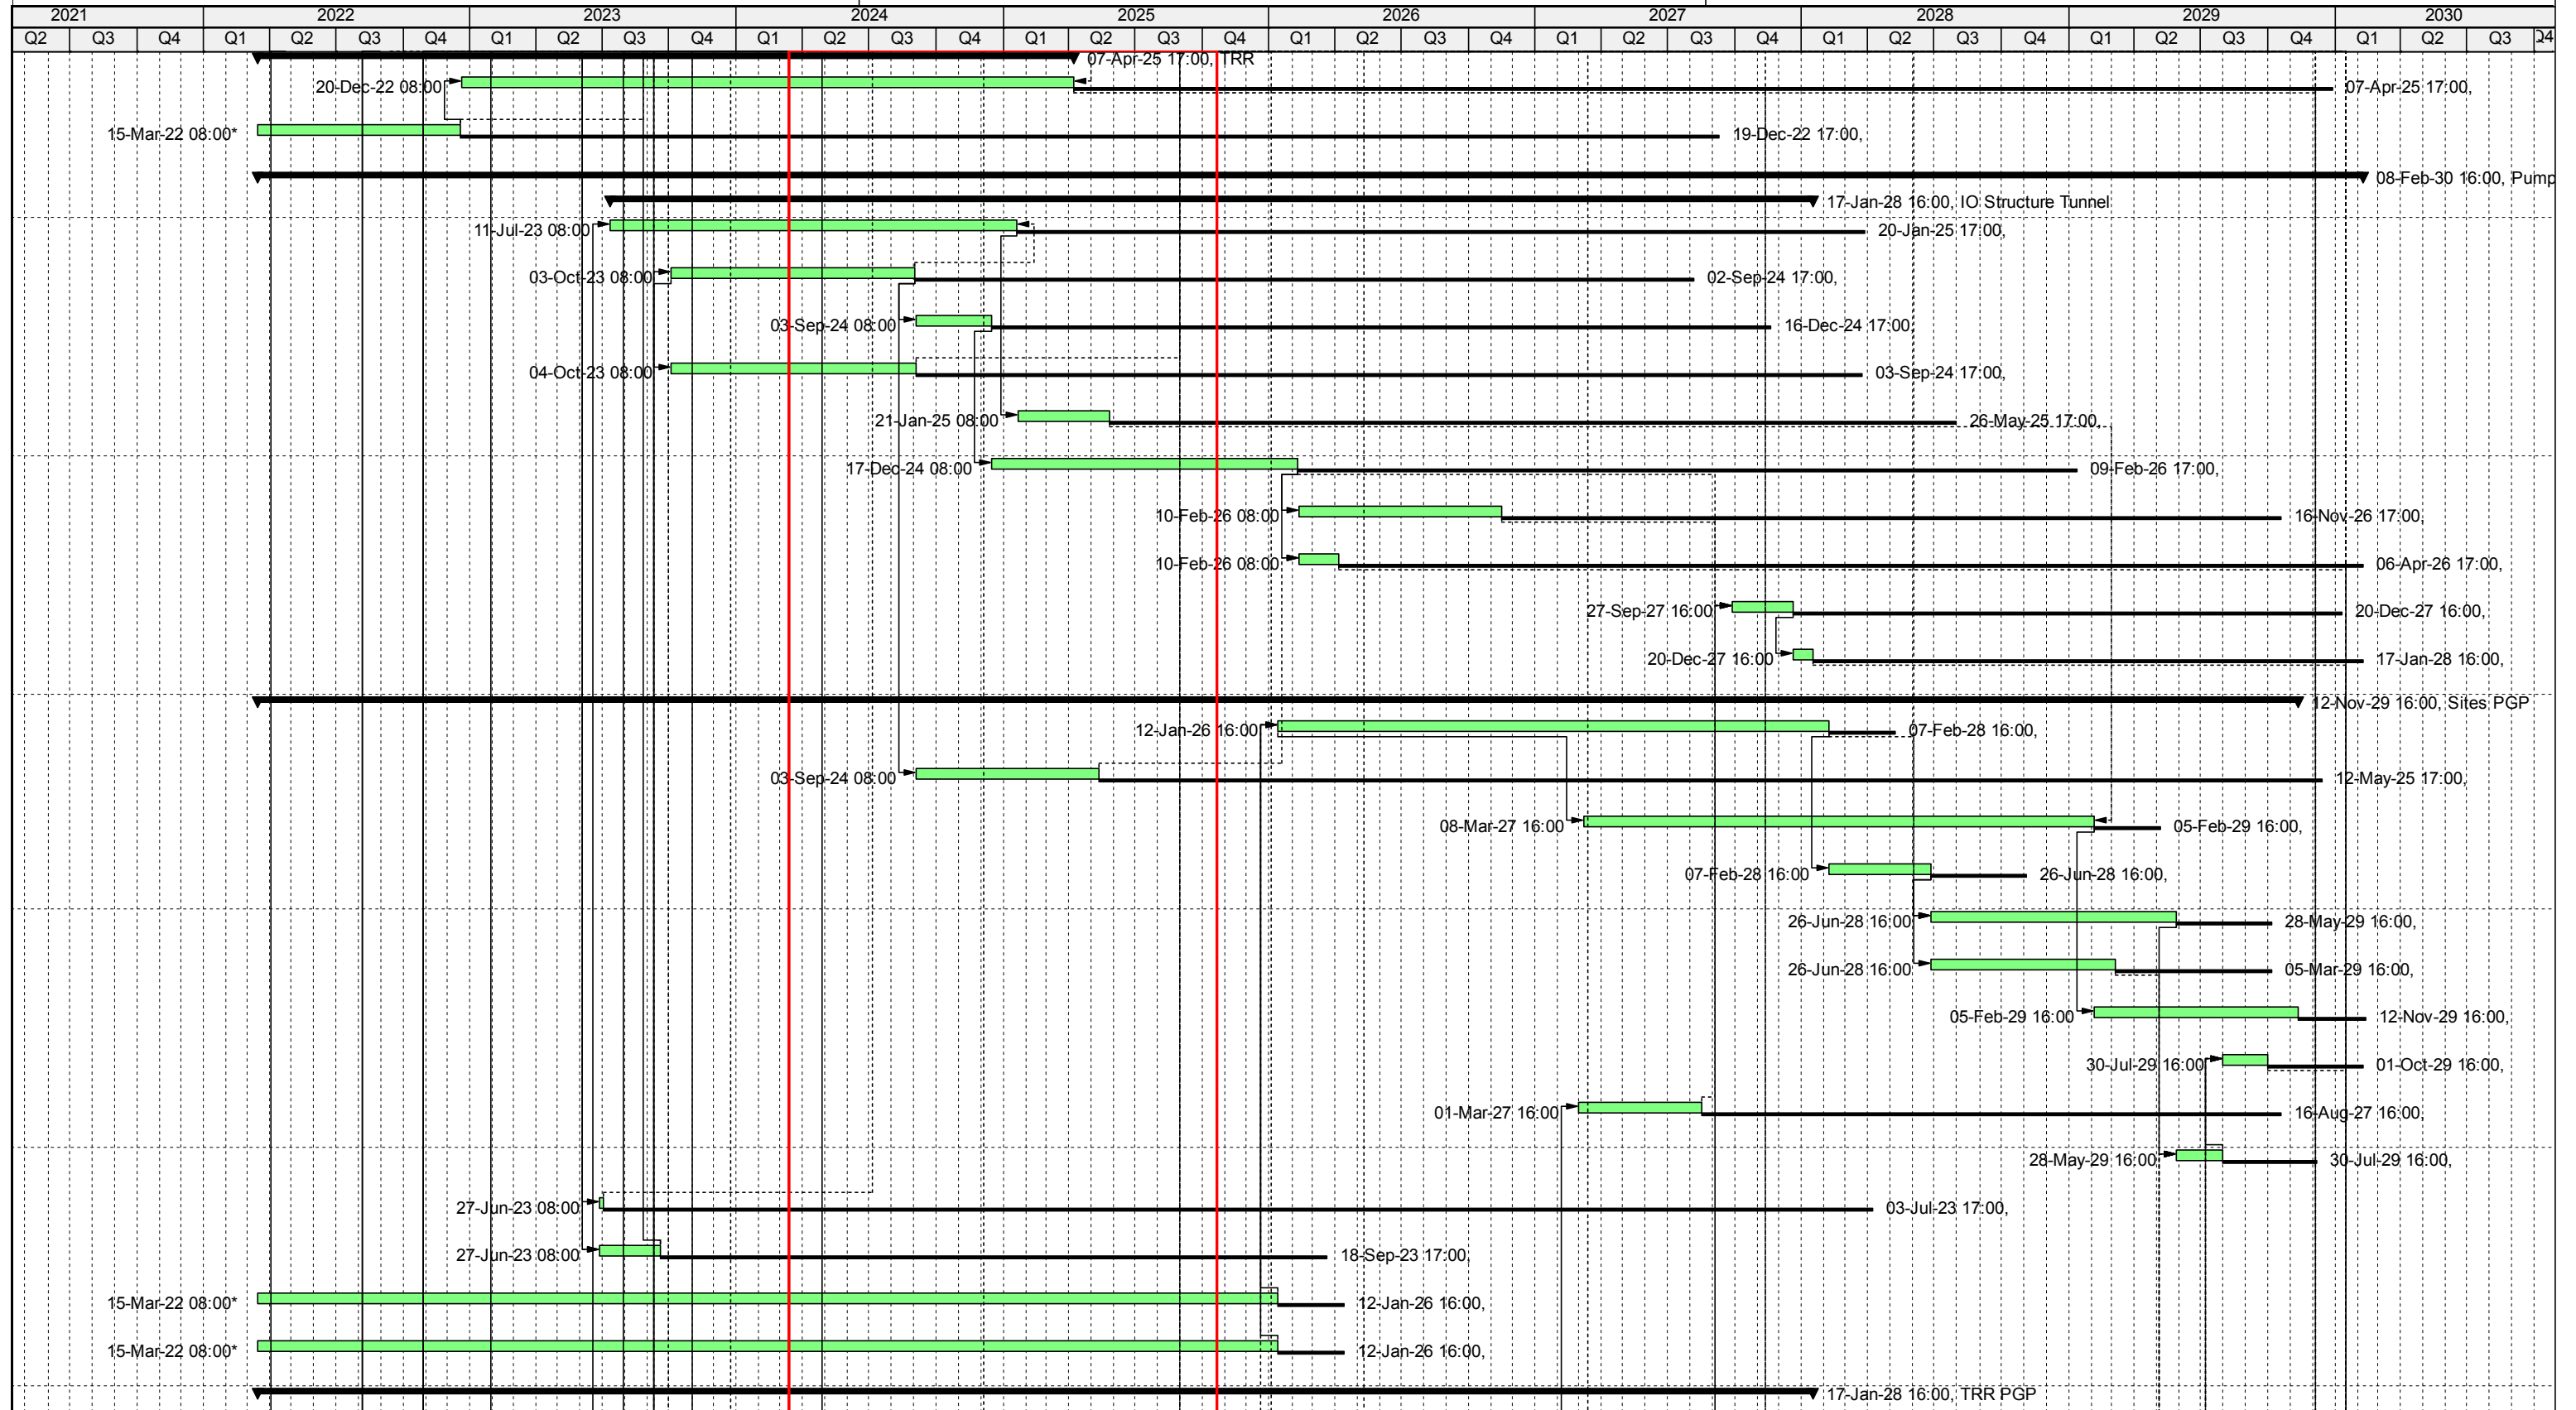 2021 2022 2023 2024 2025 2026 2027 2028 2029 2030
Q2 Q3 Q4 Q1 Q2 Q3 Q4 Q1 Q2 Q3 Q4 Q1 Q2 Q3 Q4 Q1 Q2 Q3 Q4 Q1 Q2 Q3 Q4 Q1 Q2 Q3 Q4 Q1 Q2 Q3 Q4 Q1 Q2 Q3 Q4 Q1 Q2 Q3 Q4
07-Apr-25 17:00, TRR
20-Dec-22 08:00 07-Apr-25 17:00,
15-Mar-22 08:00* 19-Dec-22 17:00,
08-Feb-30 16:00, Pump
17-Jan-28 16:00, IO Structure Tunnel
11-Jul-23 08:00 20-Jan-25 17:00,
03-Oct-23 08:00 02-Sep-24 17:00,
03-Sep-24 08:00 16-Dec-24 17:00,
04-Oct-23 08:00 03-Sep-24 17:00,
21-Jan-25 08:00 26-May-25 17:00,
17-Dec-24 08:00 09-Feb-26 17:00,
10-Feb-26 08:00 16-Nov-26 17:00,
10-Feb-26 08:00 06-Apr-26 17:00,
27-Sep-27 16:00 20-Dec-27 16:00,
20-Dec-27 16:00 17-Jan-28 16:00,
12-Nov-29 16:00, Sites PGP
12-Jan-26 16:00 07-Feb-28 16:00,
03-Sep-24 08:00 12-May-25 17:00,
08-Mar-27 16:00 05-Feb-29 16:00,
07-Feb-28 16:00 26-Jun-28 16:00,
26-Jun-28 16:00 28-May-29 16:00,
26-Jun-28 16:00 05-Mar-29 16:00,
05-Feb-29 16:00 12-Nov-29 16:00,
30-Jul-29 16:00 01-Oct-29 16:00,
01-Mar-27 16:00 16-Aug-27 16:00,
28-May-29 16:00 30-Jul-29 16:00,
27-Jun-23 08:00 03-Jul-23 17:00,
27-Jun-23 08:00 18-Sep-23 17:00,
15-Mar-22 08:00* 12-Jan-26 16:00,
15-Mar-22 08:00* 12-Jan-26 16:00,
17-Jan-28 16:00, TRR PGP